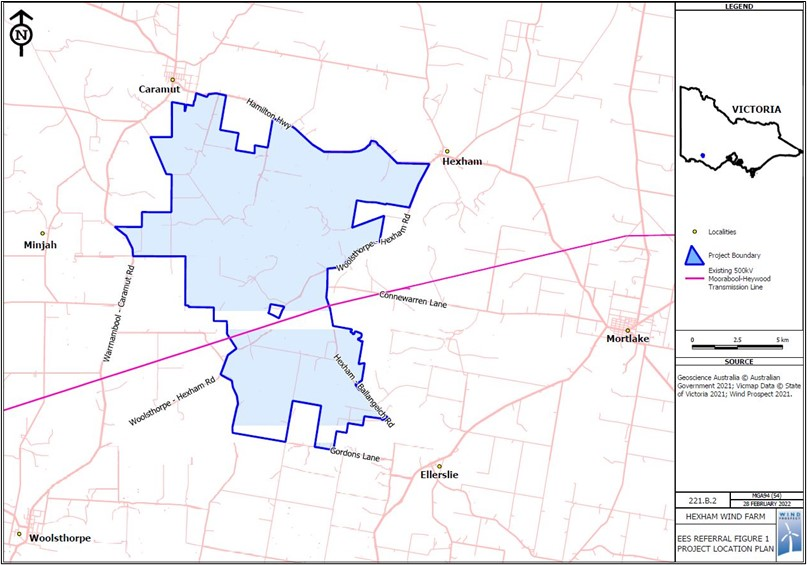 N
Caramut
Hamilton Hwy
Hexham
Minjah
Woolsthorpe - Hexham Rd
Warrnambool - Caramut Rd
Connewarren Lane
Mortlake
Hexham - Ballangeich Rd
Woolsthorpe - Hexham Rd
Gordons Lane
Ellerslie
Woolsthorpe
LEGEND
VICTORIA
Localities
Project Boundary
Existing 500kV
Moorabool-Heywood
Transmission Line
0 2.5 5 km
SOURCE
Geoscience Australia © Australian
Government 2021; Vicmap Data © State
of Victoria 2021; Wind Prospect 2021.
221.B.2
MGA94 (54)
28 FEBRUARY 2022
HEXHAM WIND FARM
EES REFERRAL FIGURE 1
PROJECT LOCATION PLAN
WIND
PROSPECT